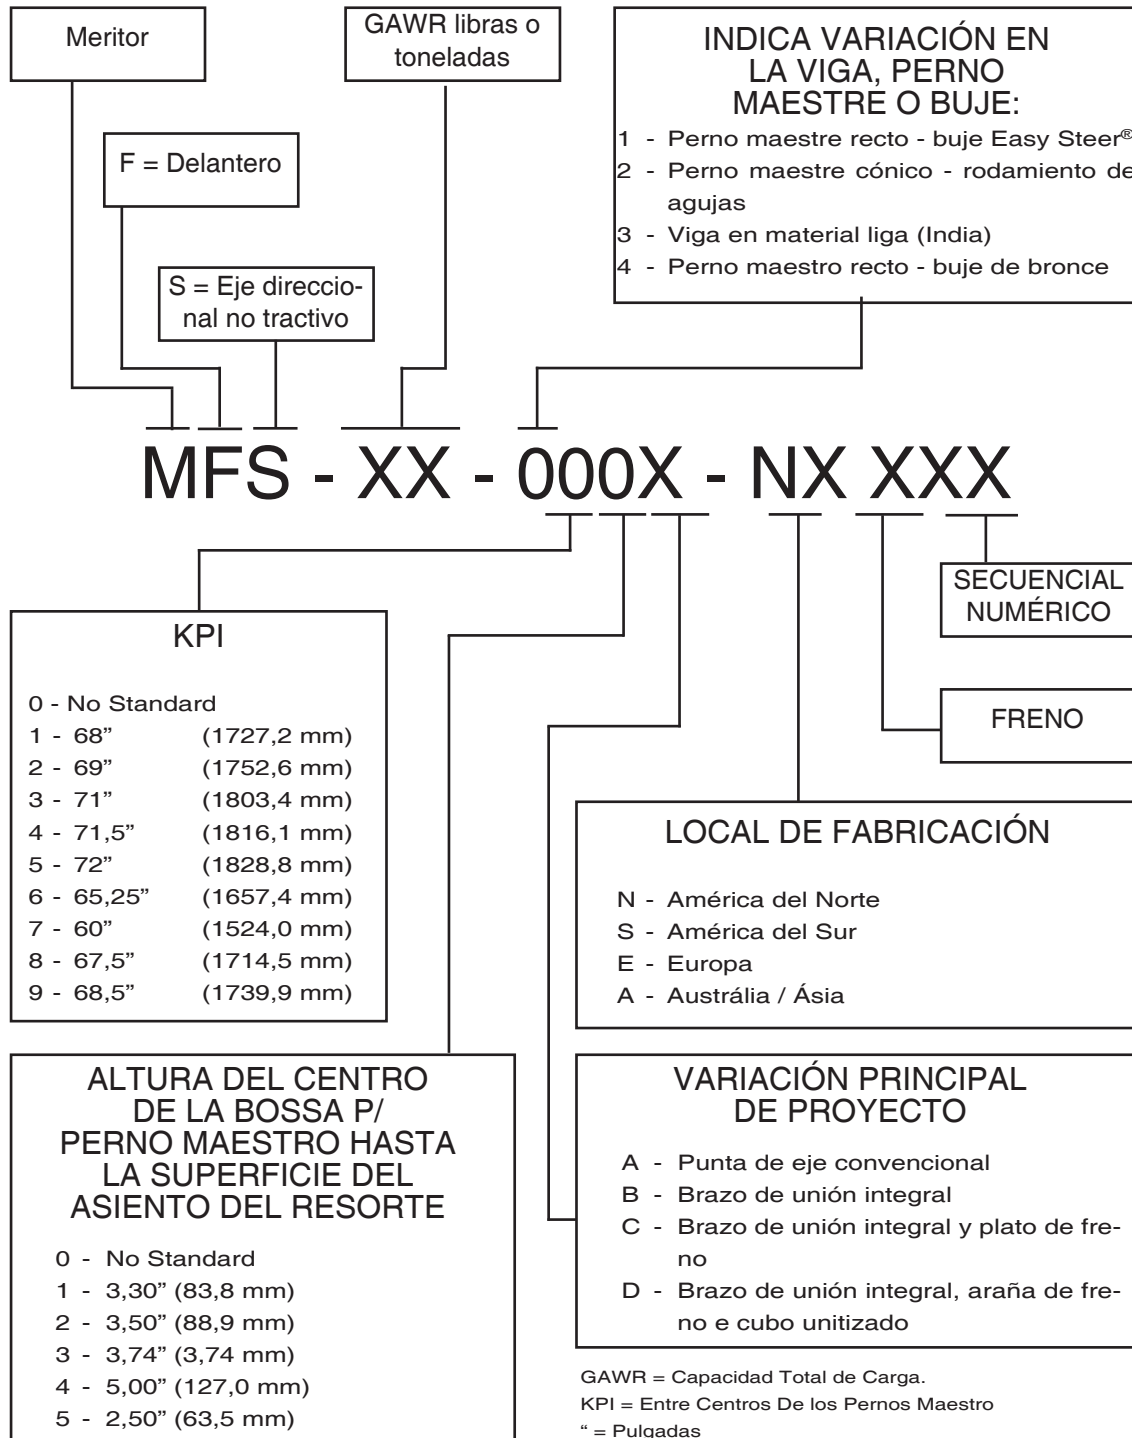 Meritor
GAWR libras o
toneladas
INDICA VARIACIÓN EN
LA VIGA, PERNO
MAESTRE O BUJE:
1 - Perno maestre recto - buje Easy Steer®
2 - Perno maestre cónico - rodamiento de
agujas
3 - Viga en material liga (India)
4 - Perno maestro recto - buje de bronce
F = Delantero
S = Eje direccio-
nal no tractivo
MFS - XX - 000X - NX XXX
SECUENCIAL
NUMÉRICO
FRENO
KPI
0 - No Standard
1 - 68” (1727,2 mm)
2 - 69” (1752,6 mm)
3 - 71” (1803,4 mm)
4 - 71,5” (1816,1 mm)
5 - 72” (1828,8 mm)
6 - 65,25” (1657,4 mm)
7 - 60” (1524,0 mm)
8 - 67,5” (1714,5 mm)
9 - 68,5” (1739,9 mm)
LOCAL DE FABRICACIÓN
N - América del Norte
S - América del Sur
E - Europa
A - Austrália / Ásia
ALTURA DEL CENTRO
DE LA BOSSA P/
PERNO MAESTRO HASTA
LA SUPERFICIE DEL
ASIENTO DEL RESORTE
0 - No Standard
1 - 3,30” (83,8 mm)
2 - 3,50” (88,9 mm)
3 - 3,74” (3,74 mm)
4 - 5,00” (127,0 mm)
5 - 2,50” (63,5 mm)
VARIACIÓN PRINCIPAL
DE PROYECTO
A - Punta de eje convencional
B - Brazo de unión integral
C - Brazo de unión integral y plato de fre-
no
D - Brazo de unión integral, araña de fre-
no e cubo unitizado
GAWR = Capacidad Total de Carga.
KPI = Entre Centros De los Pernos Maestro
“ = Pulgadas